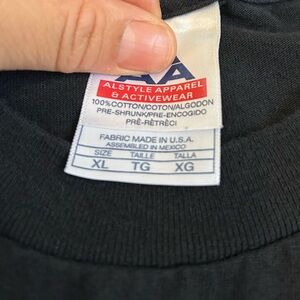 AA
ALSTYLE APPAREL
& ACTIVEWEAR
100%COTTON/COTON/ALGODON
PRE-SHRUNK/PRE-ENCOGIDO
PRÉ-RÉTRÉCI
FABRIC MADE IN U.S.A.
ASSEMBLED IN MEXICO
SIZE TAILLE TALLA
XL TG XG